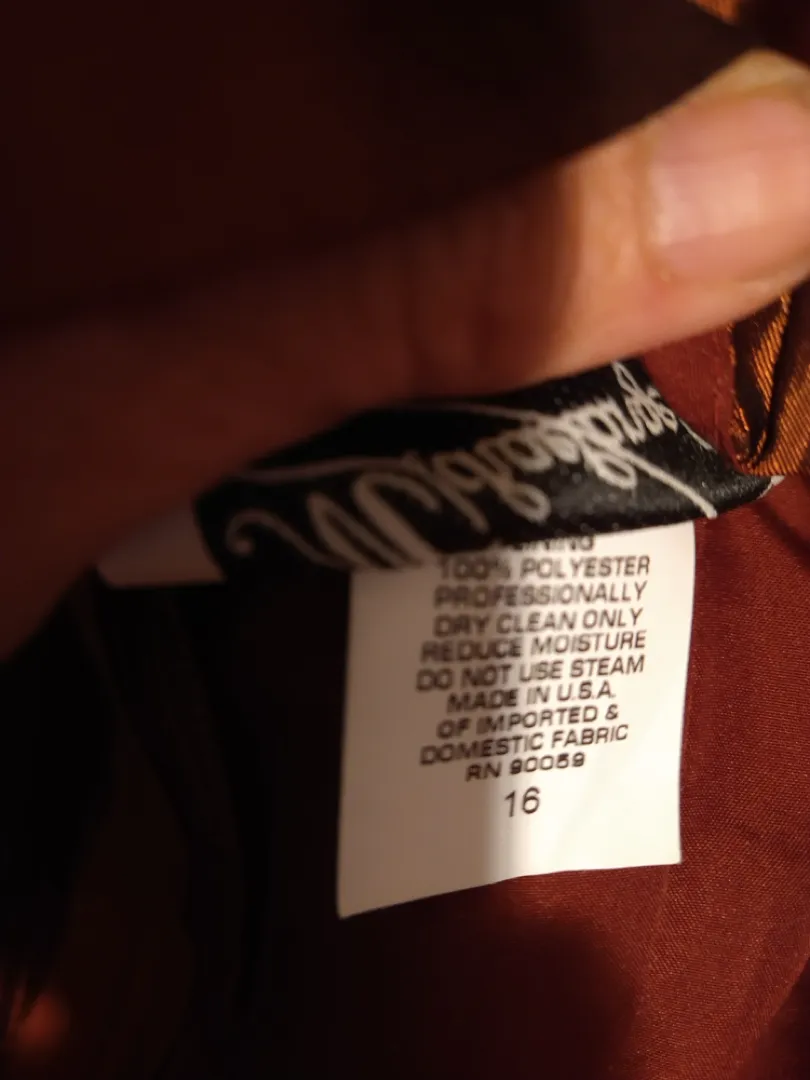 LINING
100% POLYESTER
PROFESSIONALLY
DRY CLEAN ONLY
REDUCE MOISTURE
DO NOT USE STEAM
MADE IN U.S.A.
OF IMPORTED &
DOMESTIC FABRIC
RN 90059
16